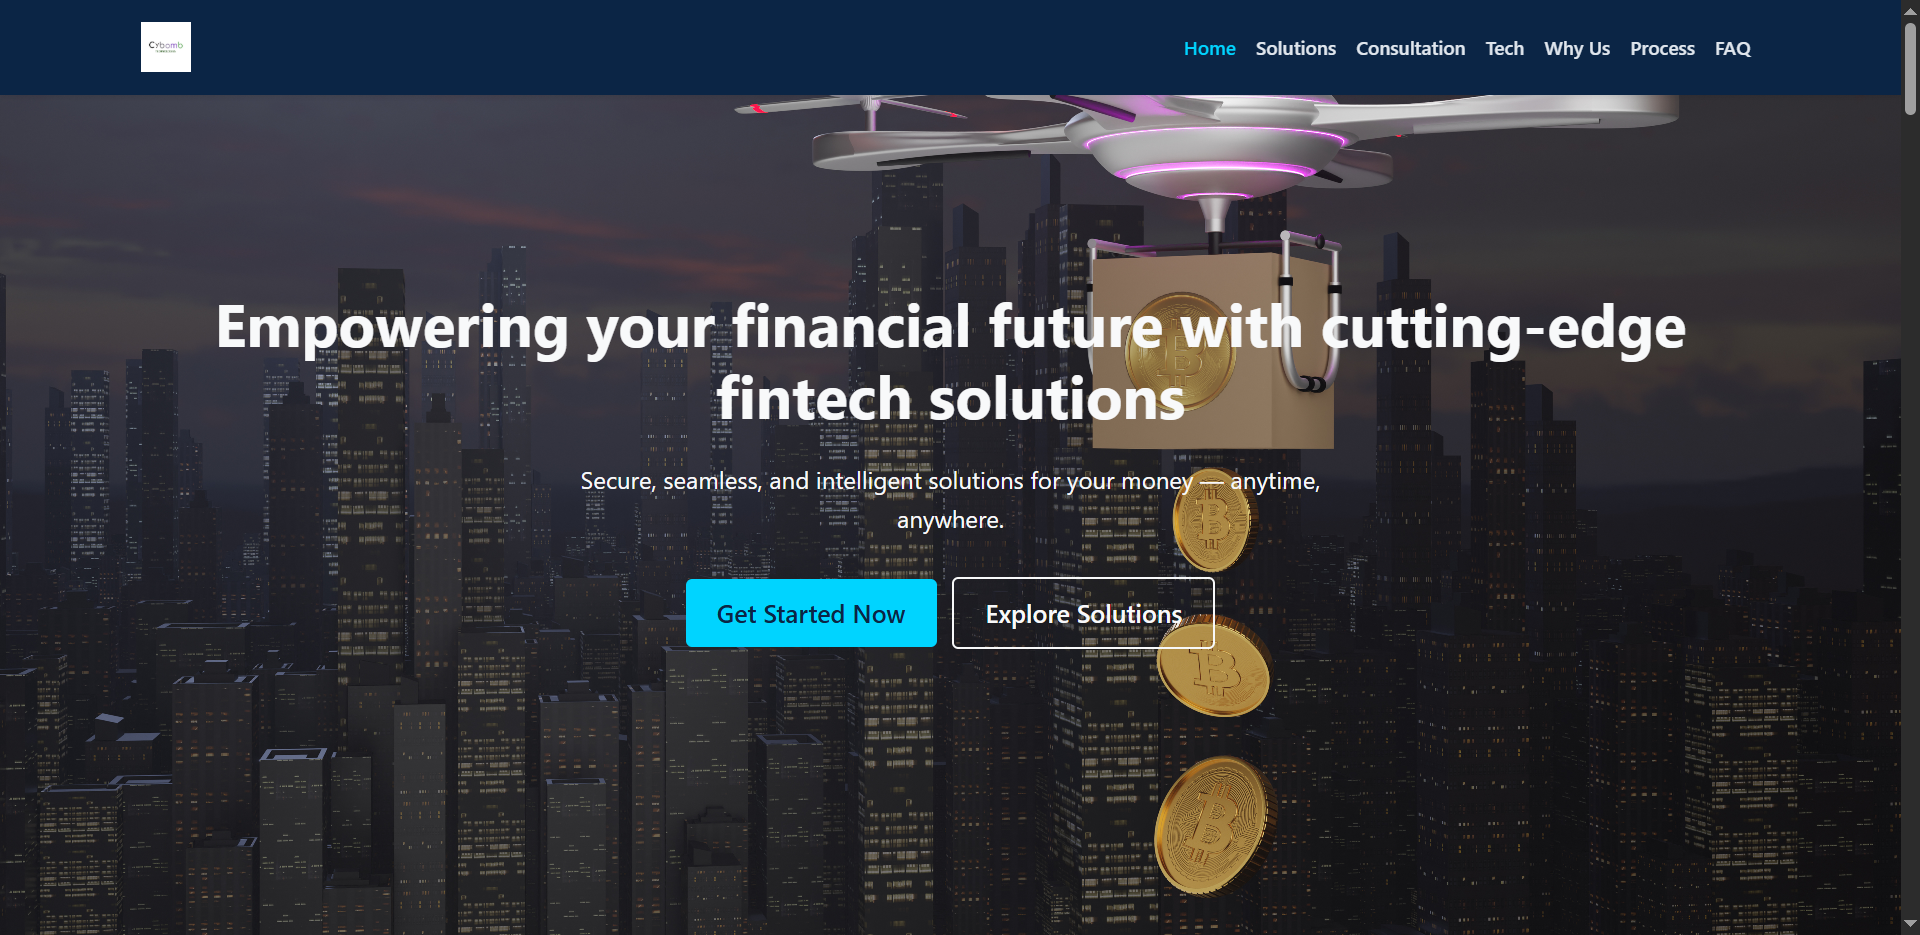 Cybomb
Home Solutions Consultation Tech Why Us Process FAQ
Empowering your financial future with cutting-edge
fintech solutions
Secure, seamless, and intelligent solutions for your money — anytime,
anywhere.
Get Started Now Explore Solutions